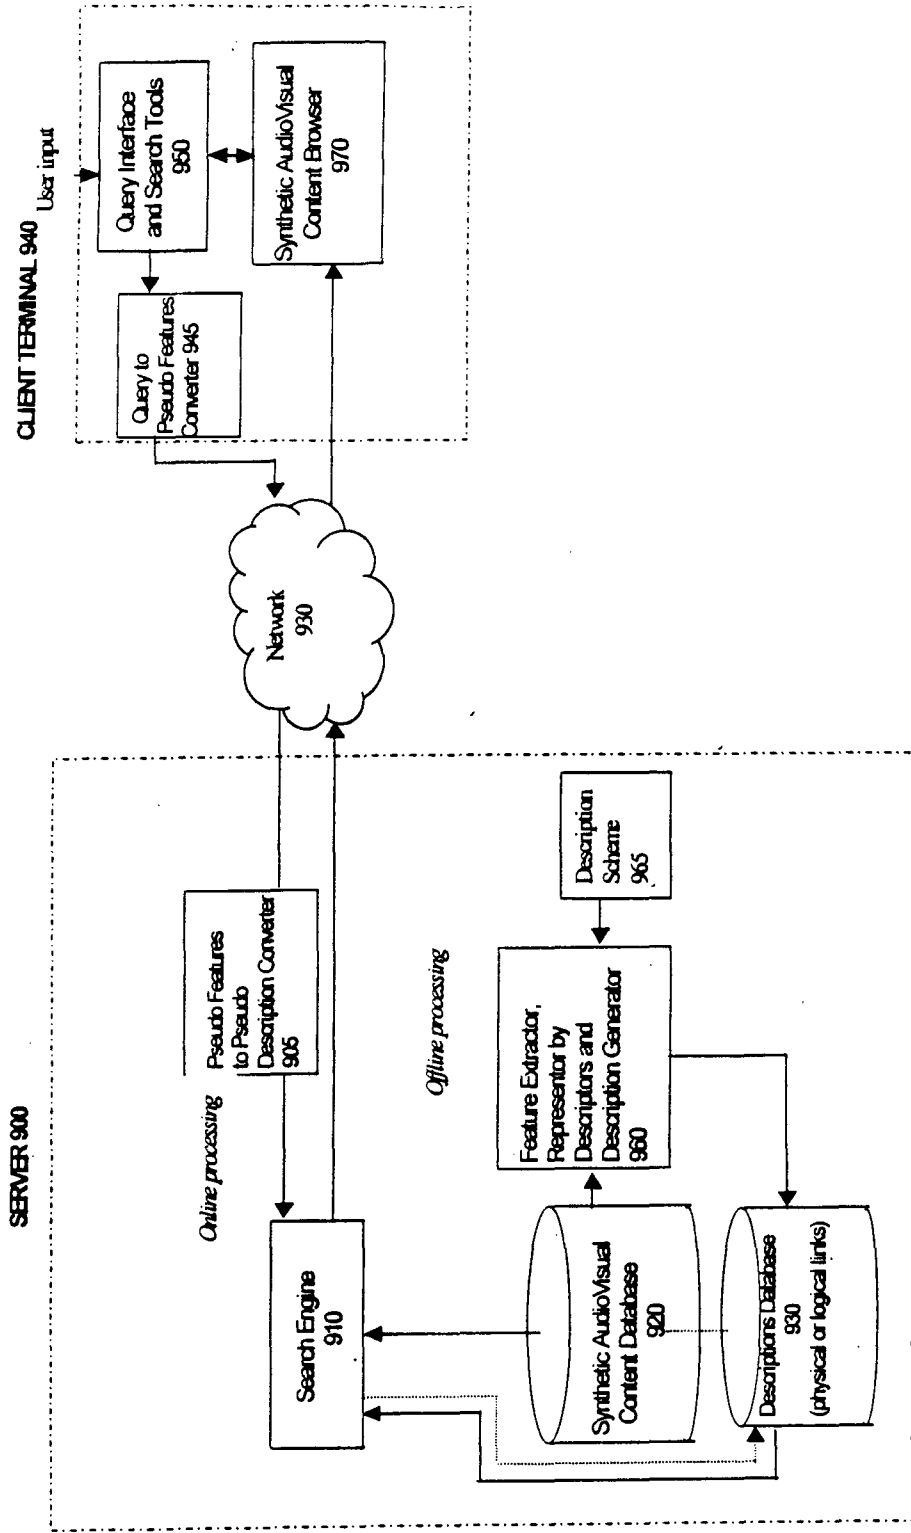 SERVER 900
CLIENT TERMINAL 940
User input
Online processing
Search Engine
910
Pseudo Features
to Pseudo
Description Converter
905
Network
930
Query to
Pseudo Features
Converter 945
Query Interface
and Search Tools
950
Synthetic AudioVisual
Content Browser
970
Offline processing
Synthetic AudioVisual
Content Database
920
Feature Extractor,
Representor by
Descriptors and
Description Generator
960
Description
Scheme
965
Descriptions Database
930
(physical or logical links)